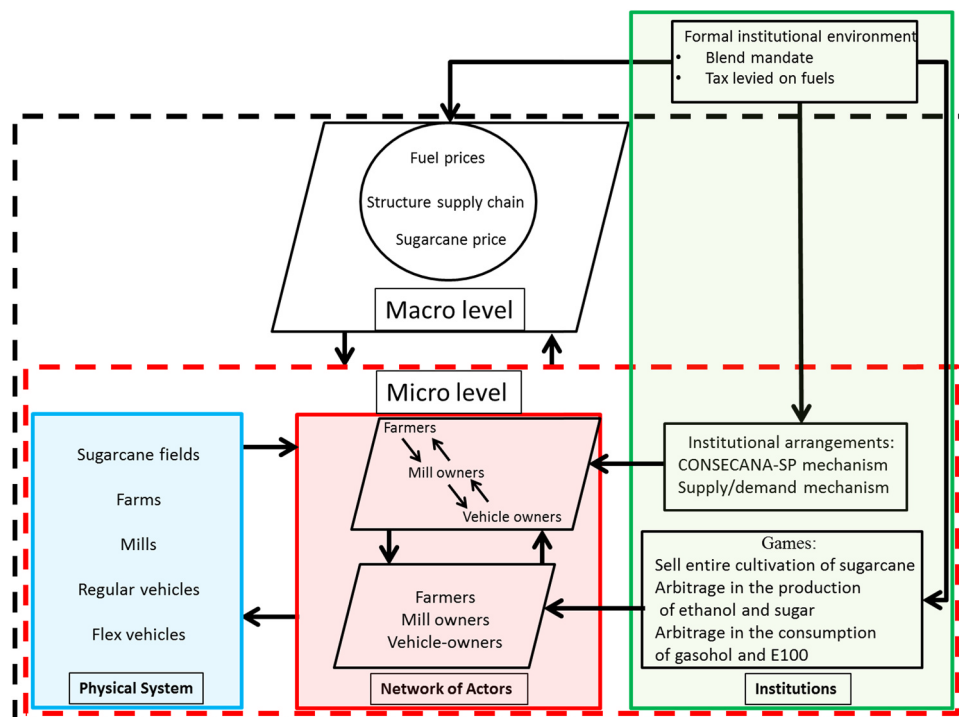 Formal institutional environment
• Blend mandate
• Tax levied on fuels
Fuel prices
Structure supply chain
Sugarcane price
Macro level
Micro level
Sugarcane fields
Farms
Mills
Regular vehicles
Flex vehicles
Physical System
Farmers
Mill owners
Vehicle owners
Farmers
Mill owners
Vehicle-owners
Network of Actors
Institutional arrangements:
CONSECANA-SP mechanism
Supply/demand mechanism
Games:
Sell entire cultivation of sugarcane
Arbitrage in the production
of ethanol and sugar
Arbitrage in the consumption
of gasohol and E100
Institutions